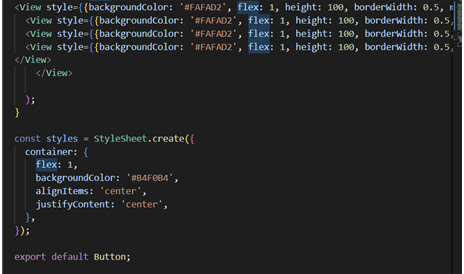 <View style={{backgroundColor: '#FAFAD2', flex: 1, height: 100, borderWidth: 0.5,
<View style={{backgroundColor: '#FAFAD2', flex: 1, height: 100, borderWidth: 0.5,
<View style={{backgroundColor: '#FAFAD2', flex: 1, height: 100, borderWidth: 0.5,
<View style={{backgroundColor: '#FAFAD2', flex: 1, height: 100, borderWidth: 0.5,
</View>
</View>
);
}
const styles = StyleSheet.create({
container: {
flex: 1,
backgroundColor: '#B4F0B4',
alignItems: 'center',
justifyContent: 'center',
},
});
export default Button;